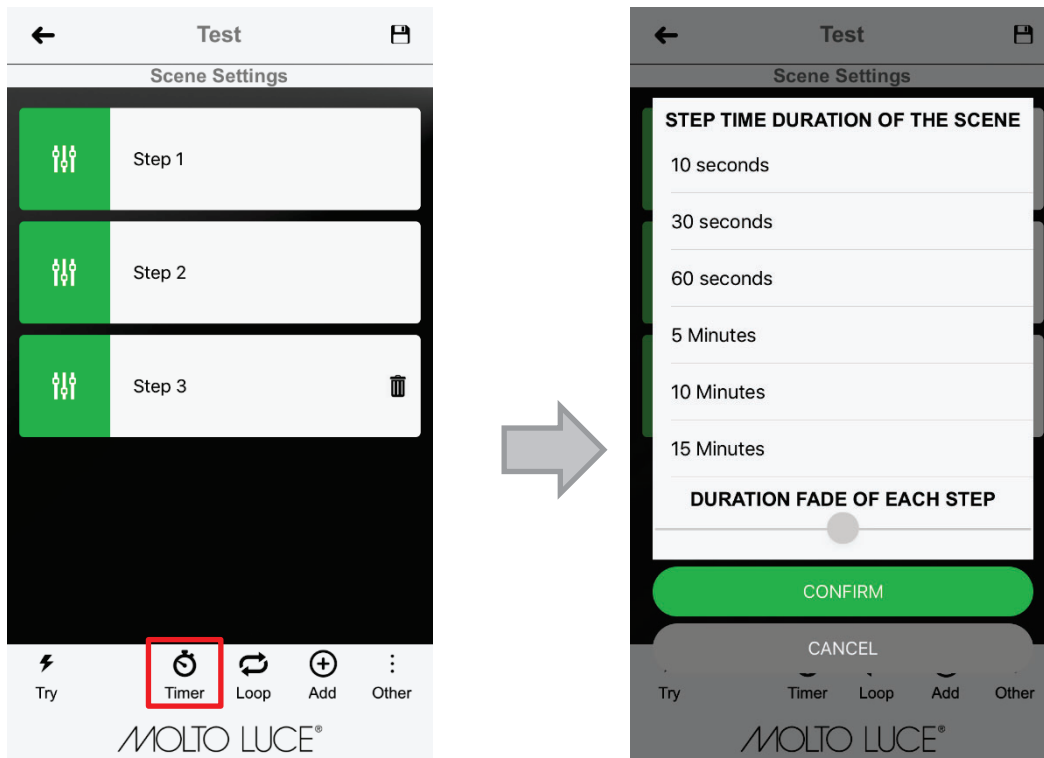 Test
Scene Settings
Step 1
Step 2
Step 3
Try
Timer
Loop
Add
Other
MOLTO LUCE®
Test
Scene Settings
STEP TIME DURATION OF THE SCENE
10 seconds
30 seconds
60 seconds
5 Minutes
10 Minutes
15 Minutes
DURATION FADE OF EACH STEP
CONFIRM
CANCEL
Try
Timer
Loop
Add
Other
MOLTO LUCE®